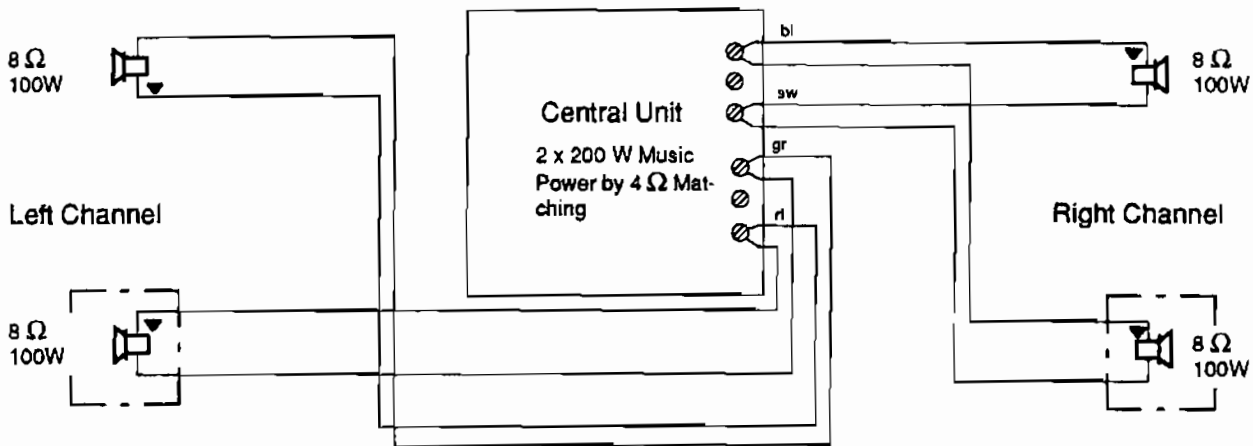 8 Ω
100W
Left Channel
8 Ω
100W
Central Unit
2 x 200 W Music
Power by 4 Ω Mat-
ching
bl
sw
gr
rt
8 Ω
100W
Right Channel
8 Ω
100W